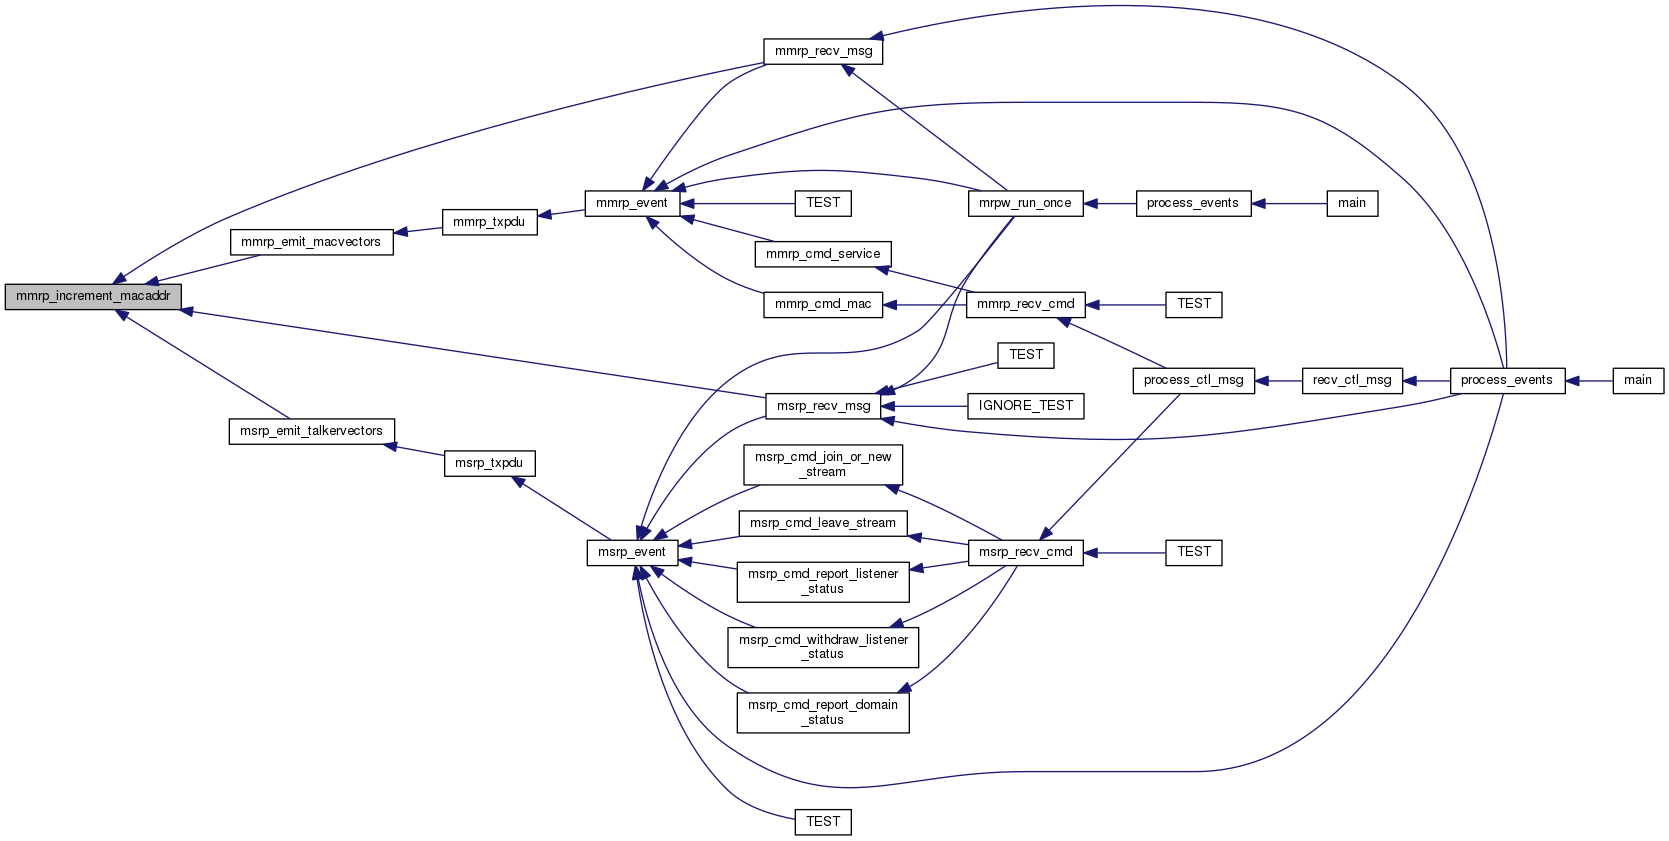 mmrp_recv_msg
mmrp_event
TEST
mrpw_run_once
process_events
main
mmrp_txpdu
mmrp_emit_macvectors
mmrp_cmd_service
mmrp_increment_macaddr
mmrp_cmd_mac
mmrp_recv_cmd
TEST
TEST
process_ctl_msg
recv_ctl_msg
process_events
main
msrp_recv_msg
IGNORE_TEST
msrp_emit_talkervectors
msrp_txpdu
msrp_cmd_join_or_new
_stream
msrp_cmd_leave_stream
msrp_event
msrp_recv_cmd
TEST
msrp_cmd_report_listener
_status
msrp_cmd_withdraw_listener
_status
msrp_cmd_report_domain
_status
TEST